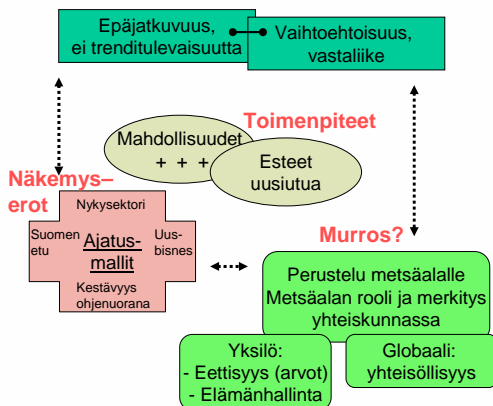 Epäjatkuvuus,
ei trenditulevaisuutta
Vaihtoehtoisuus,
vastaliike
Toimenpiteet
Mahdollisuudet
+ + +
Esteet
uusiutua
Näkemys–
erot
Nykysektori
Suomen
etu
Ajatus-
mallit
Uus-
bisnes
Kestävyys
ohjenuorana
Murros?
Perustelu metsäalalle
Metsäalan rooli ja merkitys
yhteiskunnassa
Yksilö:
- Eettisyys (arvot)
- Elämänhallinta
Globaali:
yhteisöllisyys